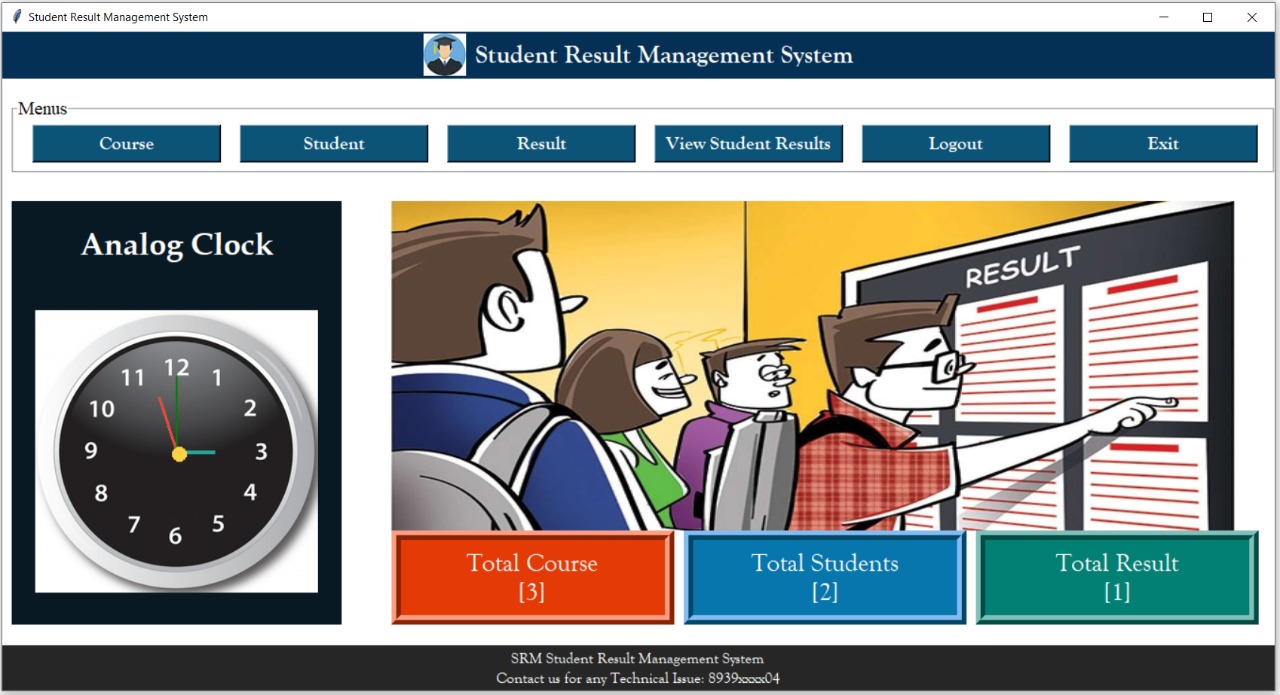 Student Result Management System
Student Result Management System
Menus
Course Student Result View Student Results Logout Exit
Analog Clock
12
11 1
10 2
9 3
8 4
7 5
6
RESULT
Total Course
[3]
Total Students
[2]
Total Result
[1]
SRM Student Result Management System
Contact us for any Technical Issue: 8939xxxx04